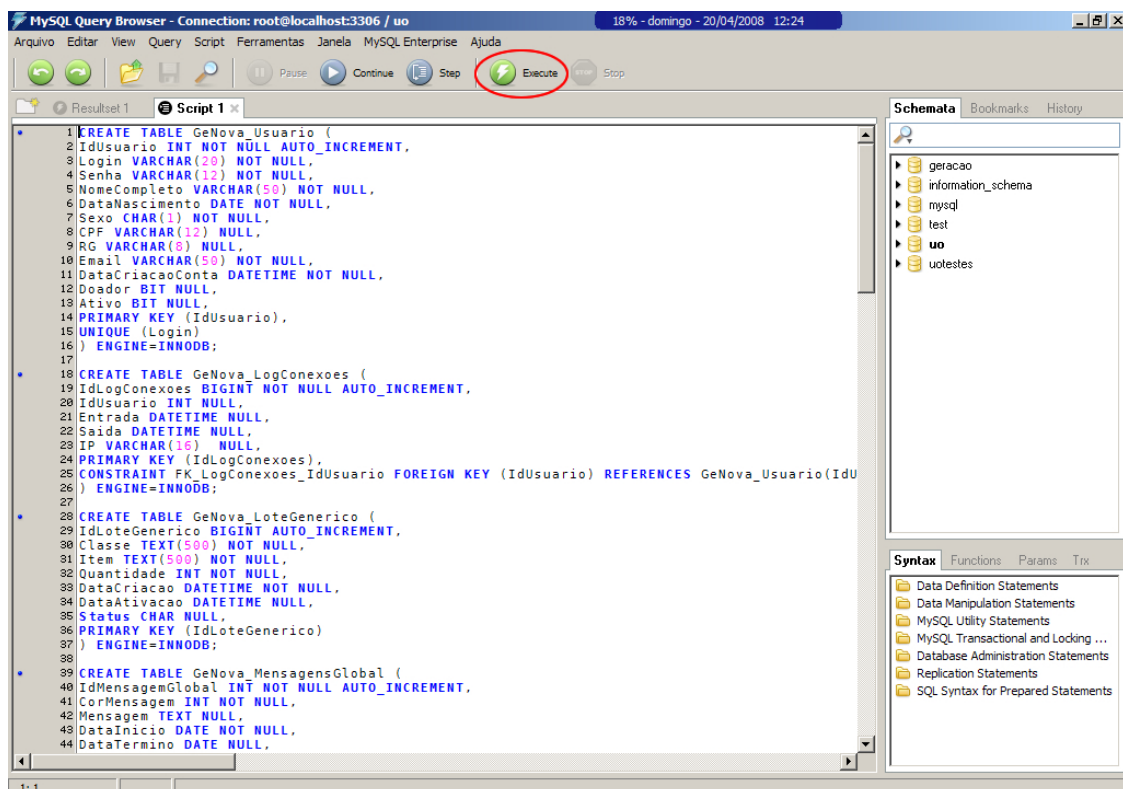 MySQL Query Browser - Connection: root@localhost:3306 / uo
18% - domingo - 20/04/2008 12:24
Arquivo Editar View Query Script Ferramentas Janela MySQL Enterprise Ajuda
Pause Continue Step Execute STOP Stop
Resultset 1 Script 1
1 CREATE TABLE GeNova_Usuario (
2 IdUsuario INT NOT NULL AUTO_INCREMENT,
3 Login VARCHAR(20) NOT NULL,
4 Senha VARCHAR(12) NOT NULL,
5 NomeCompleto VARCHAR(50) NOT NULL,
6 DataNascimento DATE NOT NULL,
7 Sexo CHAR(1) NOT NULL,
8 CPF VARCHAR(12) NULL,
9 RG VARCHAR(8) NULL,
10 Email VARCHAR(50) NOT NULL,
11 DataCriacaoConta DATETIME NOT NULL,
12 Doador BIT NULL,
13 Ativo BIT NULL,
14 PRIMARY KEY (IdUsuario),
15 UNIQUE (Login)
16 ) ENGINE=INNODB;
17
18 CREATE TABLE GeNova_LogConexoes (
19 IdLogConexoes BIGINT NOT NULL AUTO_INCREMENT,
20 IdUsuario INT NULL,
21 Entrada DATETIME NULL,
22 Saida DATETIME NULL,
23 IP VARCHAR(16)  NULL,
24 PRIMARY KEY (IdLogConexoes),
25 CONSTRAINT FK_LogConexoes_IdUsuario FOREIGN KEY (IdUsuario) REFERENCES GeNova_Usuario(IdU
26 ) ENGINE=INNODB;
27
28 CREATE TABLE GeNova_LoteGenerico (
29 IdLoteGenerico BIGINT AUTO_INCREMENT,
30 Classe TEXT(500) NOT NULL,
31 Item TEXT(500) NOT NULL,
32 Quantidade INT NOT NULL,
33 DataCriacao DATETIME NOT NULL,
34 DataAtivacao DATETIME NULL,
35 Status CHAR NULL,
36 PRIMARY KEY (IdLoteGenerico)
37 ) ENGINE=INNODB;
38
39 CREATE TABLE GeNova_MensagensGlobal (
40 IdMensagemGlobal INT NOT NULL AUTO_INCREMENT,
41 CorMensagem INT NOT NULL,
42 Mensagem TEXT NULL,
43 DataInicio DATE NOT NULL,
44 DataTermino DATE NULL,
Schemata Bookmarks History
geracao
information_schema
mysql
test
uo
uotestes
Syntax Functions Params Trx
Data Definition Statements
Data Manipulation Statements
MySQL Utility Statements
MySQL Transactional and Locking ...
Database Administration Statements
Replication Statements
SQL Syntax for Prepared Statements
1: 1